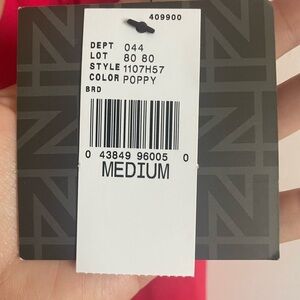 409900
DEPT 044
LOT 80 80
STYLE 1107H57
COLOR POPPY
BRD
0 43849 96005 0
MEDIUM